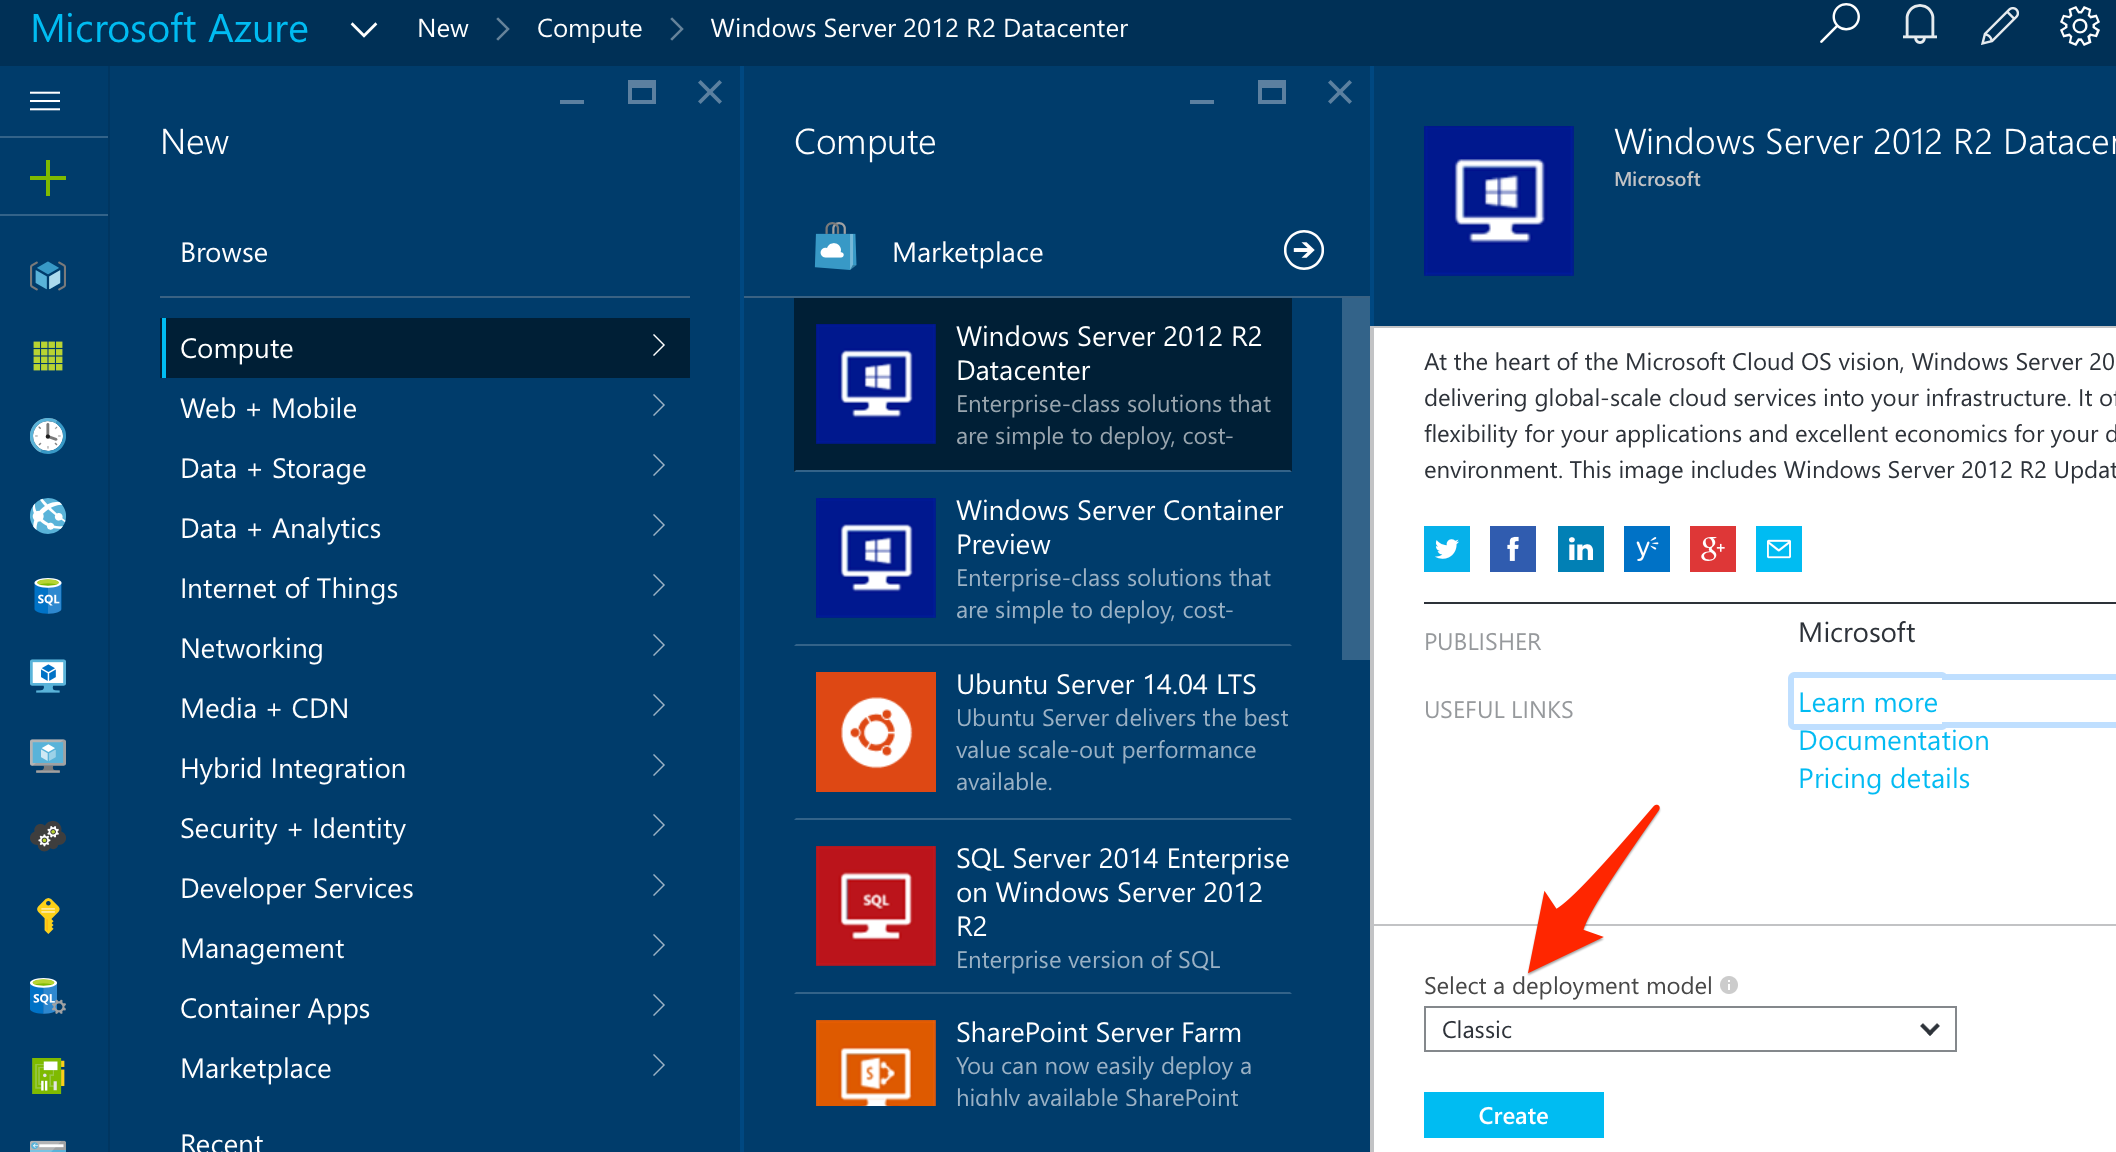 Microsoft Azure New Compute Windows Server 2012 R2 Datacenter
New
Browse
Compute
Web + Mobile
Data + Storage
Data + Analytics
Internet of Things
Networking
Media + CDN
Hybrid Integration
Security + Identity
Developer Services
Management
Container Apps
Marketplace
Recent
SQL
SQL
Compute
Marketplace
Windows Server 2012 R2
Datacenter
Enterprise-class solutions that
are simple to deploy, cost-
Windows Server Container
Preview
Enterprise-class solutions that
are simple to deploy, cost-
Ubuntu Server 14.04 LTS
Ubuntu Server delivers the best
value scale-out performance
available.
SQL
SQL Server 2014 Enterprise
on Windows Server 2012
R2
Enterprise version of SQL
S
SharePoint Server Farm
You can now easily deploy a
highly available SharePoint
Windows Server 2012 R2 Datacen
Microsoft
At the heart of the Microsoft Cloud OS vision, Windows Server 20
delivering global-scale cloud services into your infrastructure. It of
flexibility for your applications and excellent economics for your d
environment. This image includes Windows Server 2012 R2 Updat
f in y g+
PUBLISHER
Microsoft
USEFUL LINKS
Learn more
Documentation
Pricing details
Select a deployment model i
Classic
Create